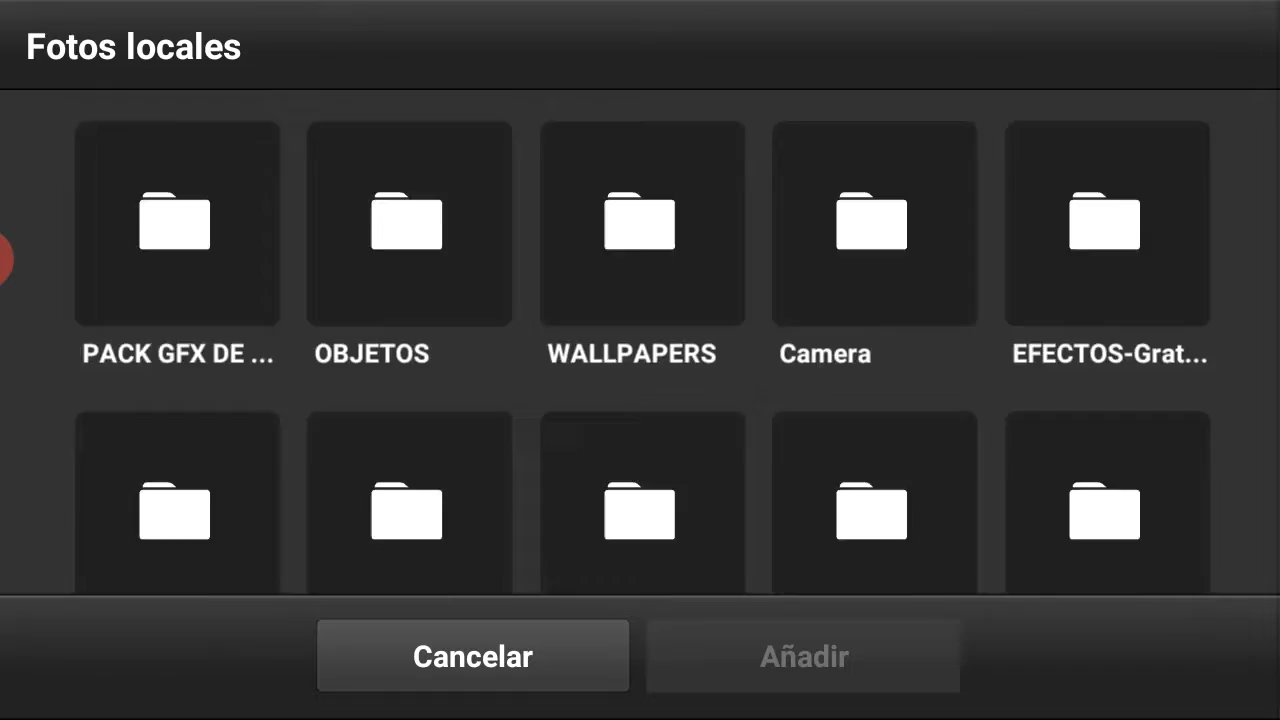 Fotos locales
PACK GFX DE ...
OBJETOS
WALLPAPERS
Camera
EFECTOS-Grat...
Cancelar
Añadir